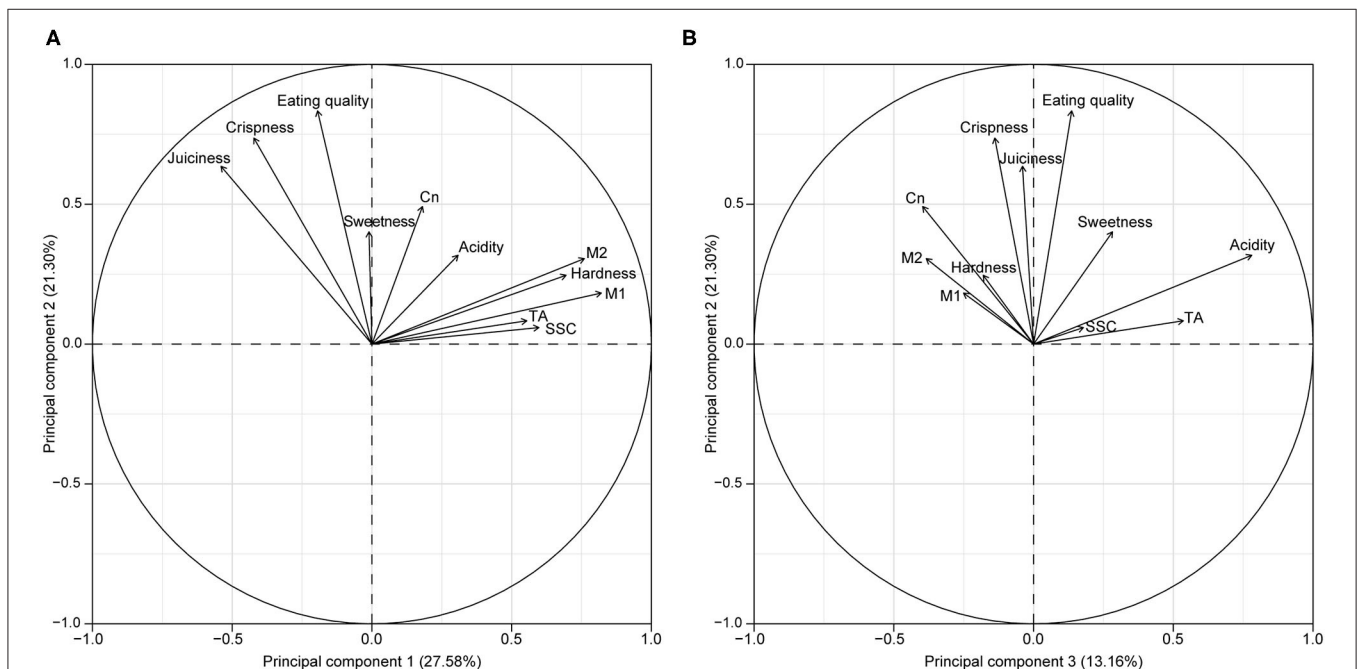 A
1.0
0.5
0.0
−0.5
−1.0
−1.0
−0.5
0.0
0.5
1.0
Principal component 2 (21.30%)
Principal component 1 (27.58%)
Eating quality
Crispness
Juiciness
Cn
Sweetness
Acidity
M2
Hardness
M1
TA
SSC
B
1.0
0.5
0.0
−0.5
−1.0
−1.0
−0.5
0.0
0.5
1.0
Principal component 2 (21.30%)
Principal component 3 (13.16%)
Eating quality
Crispness
Juiciness
Cn
Sweetness
Acidity
M2
Hardness
M1
SSC
TA